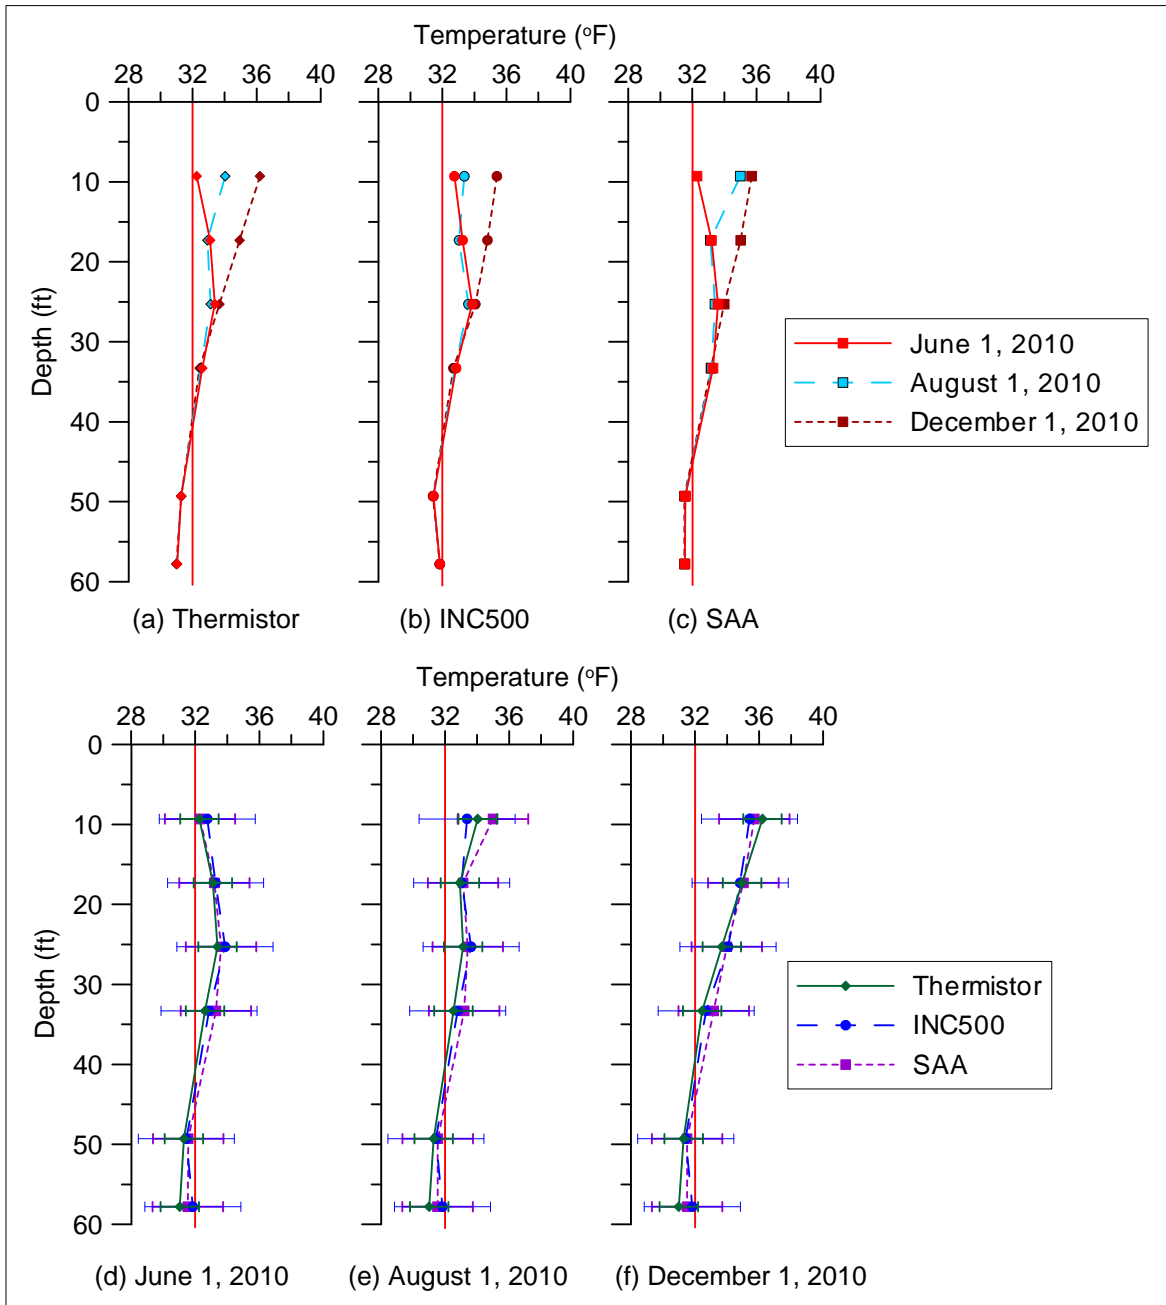 Temperature (°F)
28 32 36 40 28 32 36 40 28 32 36 40
0
10
20
30
40
50
60
Depth (ft)
June 1, 2010
August 1, 2010
December 1, 2010
(a) Thermistor (b) INC500 (c) SAA
Temperature (°F)
28 32 36 40 28 32 36 40 28 32 36 40
0
10
20
30
40
50
60
Depth (ft)
Thermistor
INC500
SAA
(d) June 1, 2010 (e) August 1, 2010 (f) December 1, 2010